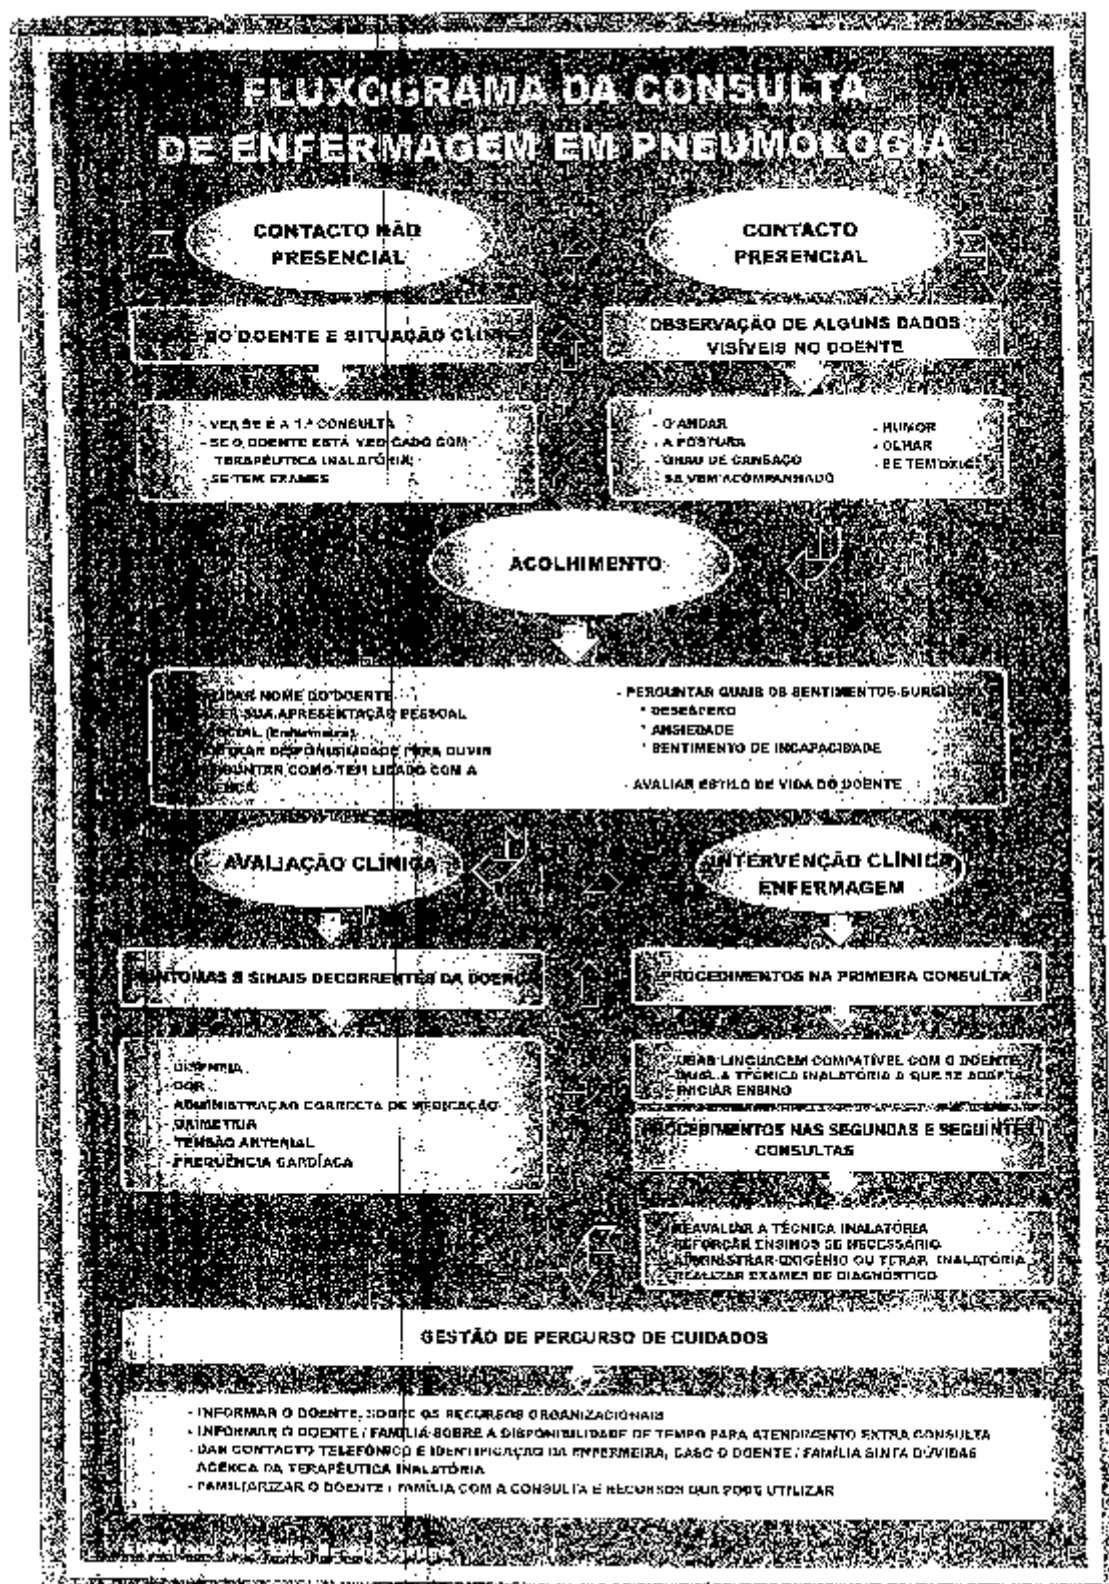 FLUXOGRAMA DA CONSULTA
DE ENFERMAGEM EM PNEUMOLOGIA
CONTACTO NÃO
PRESENCIAL
CONTACTO
PRESENCIAL
DO DOENTE E SITUAÇÃO
OBSERVAÇÃO DE ALGUNS DADOS
VISÍVEIS NO DOENTE
- VER SE É A 1.ª CONSULTA
- SE O DOENTE ESTÁ MEDICADO COM
TERAPÊUTICA INALATÓRIA
- SE TEM EXAMES
- O ANDAR
- A POSTURA
- GRAU DE CANSAÇO
- SE VEM ACOMPANHADO
- HUMOR
- OLHAR
- SE TEM
ACOLHIMENTO
NOME DO DOENTE
SUA APRESENTAÇÃO PESSOAL
(Enfermeira)
DISPONIBILIDADE PARA OUVIR
COMO TEM LIDADO COM A
- PERGUNTAR QUAIS OS SENTIMENTOS
* DESESPERO
* ANSIEDADE
* SENTIMENTO DE INCAPACIDADE
- AVALIAR ESTILO DE VIDA DO DOENTE
AVALIAÇÃO CLÍNICA
INTERVENÇÃO CLÍNICA
ENFERMAGEM
E SINAIS DECORRENTES DA
PROCEDIMENTOS NA PRIMEIRA CONSULTA
- DISPNEIA
- DOR
- ADMINISTRAÇÃO CORRECTA DE MEDICAÇÃO
- OXIMETRIA
- TENSÃO ARTERIAL
- FREQUÊNCIA CARDÍACA
USAR LINGUAGEM COMPATÍVEL COM O DOENTE
QUAL A TÉCNICA INALATÓRIA A QUE SE
INICIAR ENSINO
PROCEDIMENTOS NAS SEGUNDAS E SEGUINTES
CONSULTAS
REAVALIAR A TÉCNICA INALATÓRIA
REFORÇAR ENSINOS SE NECESSÁRIO
ADMINISTRAR OXIGÉNIO OU TERAP. INALATÓRIA
REALIZAR EXAMES DE DIAGNÓSTICO
GESTÃO DE PERCURSO DE CUIDADOS
- INFORMAR O DOENTE, SOBRE OS RECURSOS ORGANIZACIONAIS
- INFORMAR O DOENTE / FAMÍLIA SOBRE A DISPONIBILIDADE DE TEMPO PARA ATENDIMENTO EXTRA CONSULTA
- DAR CONTACTO TELEFÓNICO E IDENTIFICAÇÃO DA ENFERMEIRA, CASO O DOENTE / FAMÍLIA SINTA DÚVIDAS
ACERCA DA TERAPÊUTICA INALATÓRIA
- FAMILIARIZAR O DOENTE / FAMÍLIA COM A CONSULTA E RECURSOS QUE PODE UTILIZAR